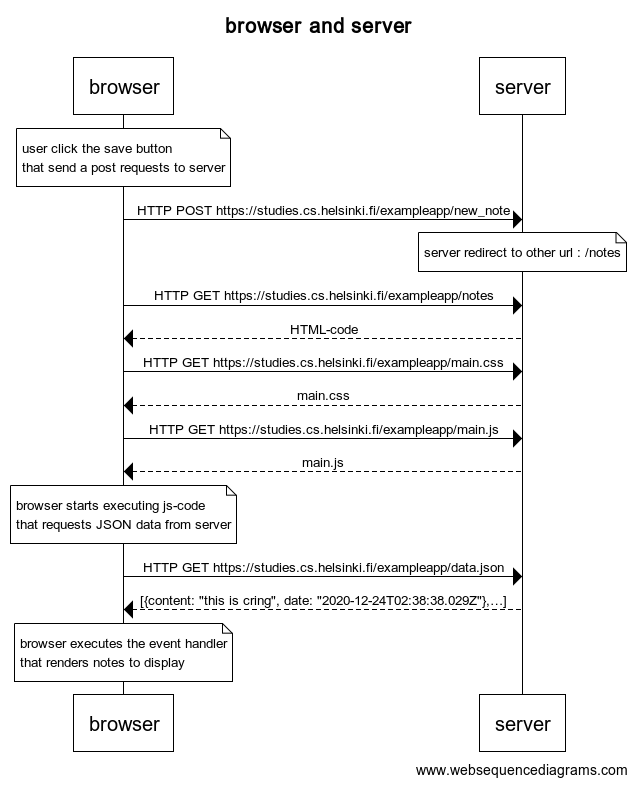 browser and server
browser
server
user click the save button
that send a post requests to server
HTTP POST https://studies.cs.helsinki.fi/exampleapp/new_note
server redirect to other url : /notes
HTTP GET https://studies.cs.helsinki.fi/exampleapp/notes
HTML-code
HTTP GET https://studies.cs.helsinki.fi/exampleapp/main.css
main.css
HTTP GET https://studies.cs.helsinki.fi/exampleapp/main.js
main.js
browser starts executing js-code
that requests JSON data from server
HTTP GET https://studies.cs.helsinki.fi/exampleapp/data.json
[{content: "this is cring", date: "2020-12-24T02:38:38.029Z"},…]
browser executes the event handler
that renders notes to display
browser
server
www.websequencediagrams.com